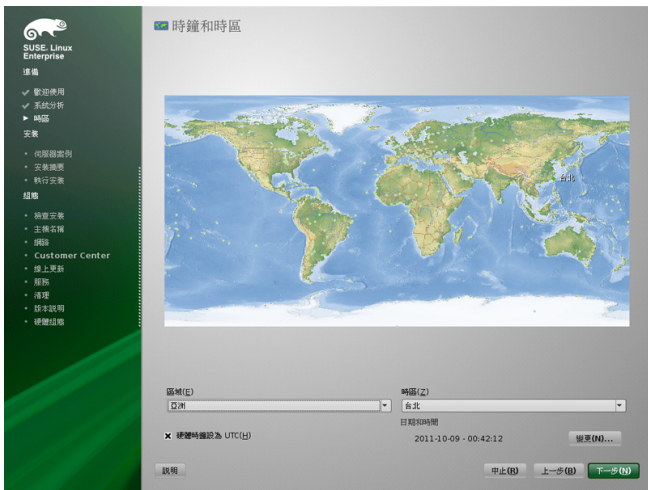 SUSE. Linux
Enterprise
準備
歡迎使用
系統分析
時區
安裝
伺服器案例
安裝摘要
執行安裝
組態
檢查安裝
主機名稱
網路
Customer Center
線上更新
服務
清理
版本說明
硬體組態
時鐘和時區
台北
區域(E)
亞洲
時區(Z)
台北
硬體時鐘設為 UTC(H)
日期和時間
2011-10-09 - 00:42:12
變更(N)...
說明
中止(R)
上一步(B)
下一步(N)